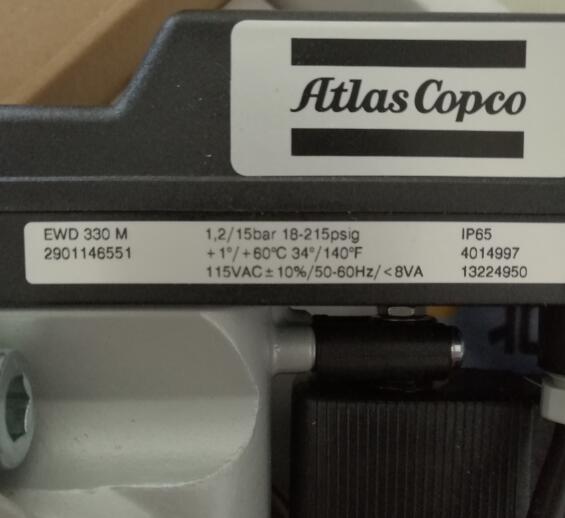 Atlas Copco
EWD 330 M 1,2/15bar 18-215psig IP65
2901146551 +1°/+60°C 34°/140°F 4014997
115VAC±10%/50-60Hz/<8VA 13224950